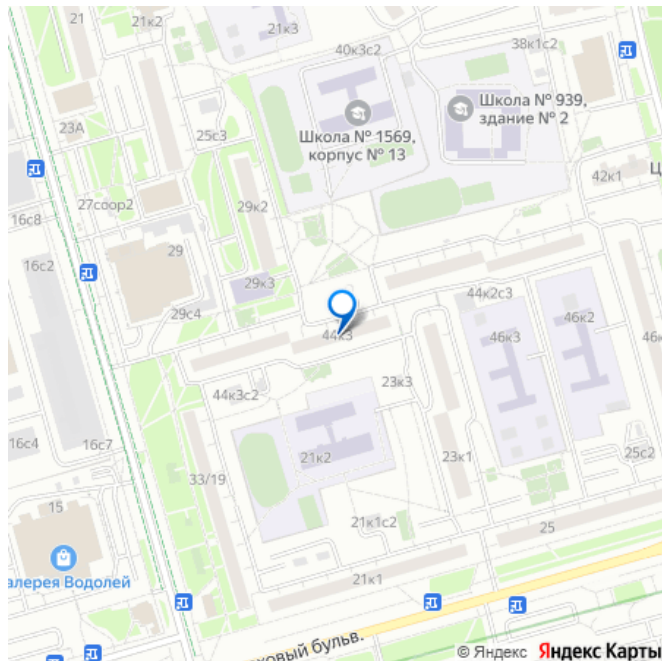 21
21к2
21к3
40к3с2
38к1с2
Школа № 939,
здание № 2
Школа № 1569,
корпус № 13
23А
25с3
42к1
Ц
27соор2
16с8
29к2
29
16с2
29к3
44к2с3
29с4
46к2
44к3
46к3
46к
23к3
44к3с2
16с4
16с7
21к2
23к1
25с2
33/19
15
21к1с2
25
алерея Водолей
21к1
ховый бульв.
© Яндекс Яндекс Карты